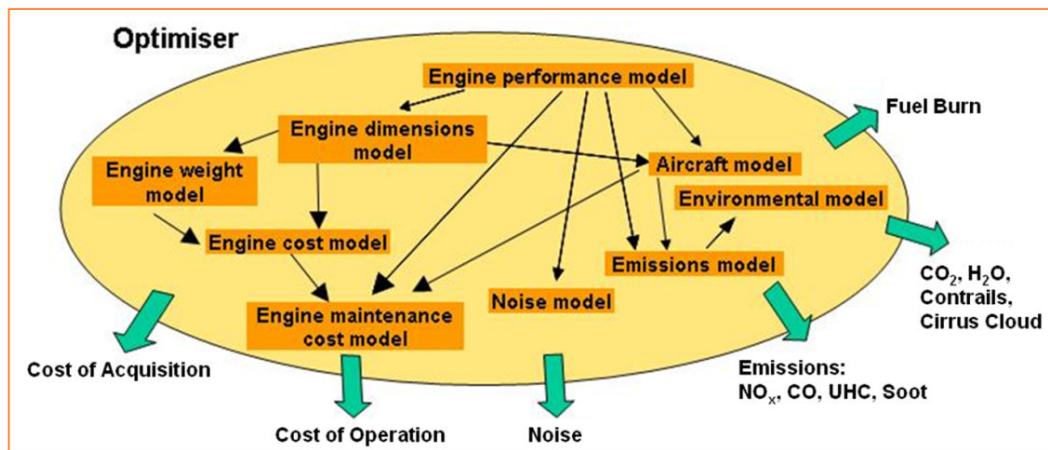 Optimiser
Engine performance model
Fuel Burn
Engine dimensions
model
Aircraft model
Engine weight
model
Environmental model
Engine cost model
Emissions model
CO₂, H₂O,
Contrails,
Cirrus Cloud
Noise model
Engine maintenance
cost model
Cost of Acquisition
Emissions:
NOₓ, CO, UHC, Soot
Cost of Operation
Noise